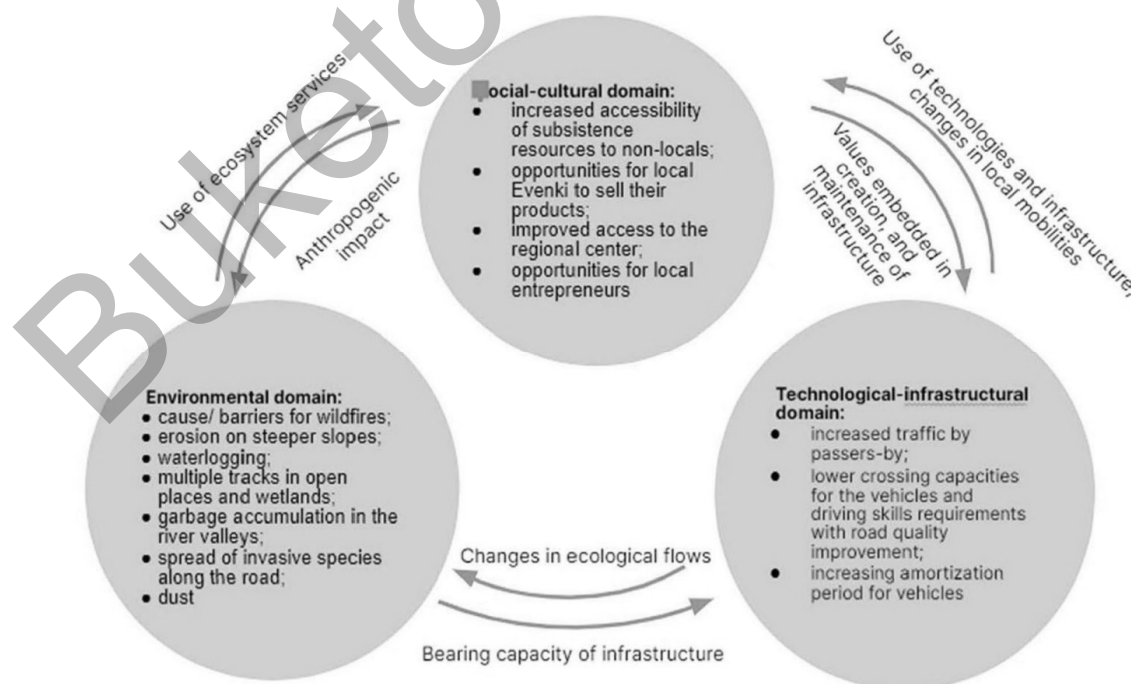 Buketo
Use of ecosystem services
Anthropogenic
impact
ocial-cultural domain:
• increased accessibility
of subsistence
resources to non-locals;
• opportunities for local
Evenki to sell their
products;
• improved access to the
regional center;
• opportunities for local
entrepreneurs
Use of technologies and infrastructure,
changes in local mobilities
Values embedded in
creation, and
maintenance of
infrastructure
Environmental domain:
• cause/ barriers for wildfires;
• erosion on steeper slopes;
• waterlogging;
• multiple tracks in open
places and wetlands;
• garbage accumulation in the
river valleys;
• spread of invasive species
along the road;
• dust
Technological-infrastructural
domain:
• increased traffic by
passers-by;
• lower crossing capacities
for the vehicles and
driving skills requirements
with road quality
improvement;
• increasing amortization
period for vehicles
Changes in ecological flows
Bearing capacity of infrastructure